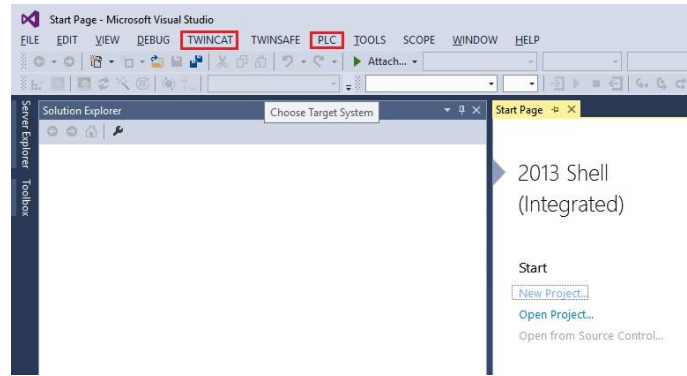 Start Page - Microsoft Visual Studio
FILE EDIT VIEW DEBUG TWINCAT TWINSAFE PLC TOOLS SCOPE WINDOW HELP
Attach...
Server Explorer
Toolbox
Solution Explorer
Choose Target System
Start Page
2013 Shell
(Integrated)
Start
New Project...
Open Project...
Open from Source Control...